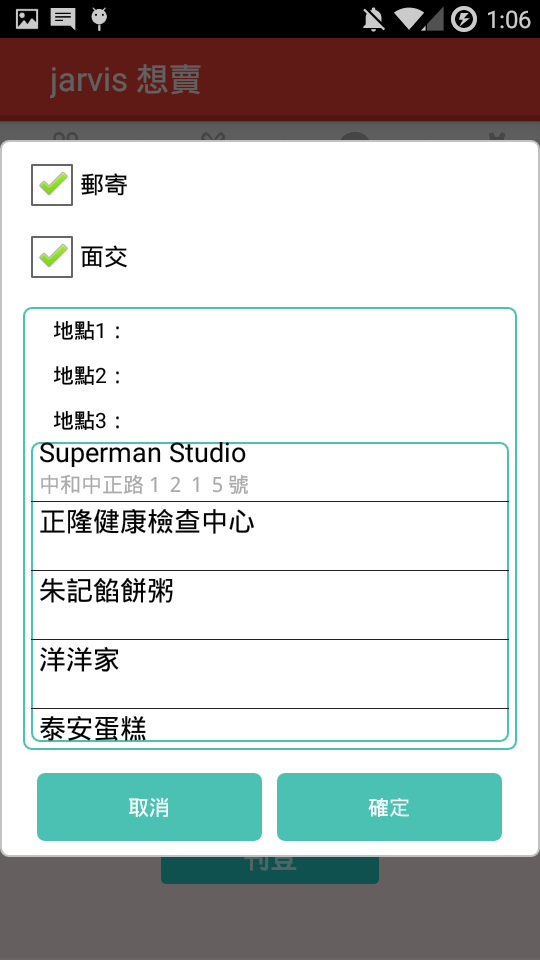 1:06
jarvis 想賣
郵寄
面交
地點1：
地點2：
地點3：
Superman Studio
中和中正路１２１５號
正隆健康檢查中心
朱記餡餅粥
洋洋家
泰安蛋糕
取消
確定
刊登